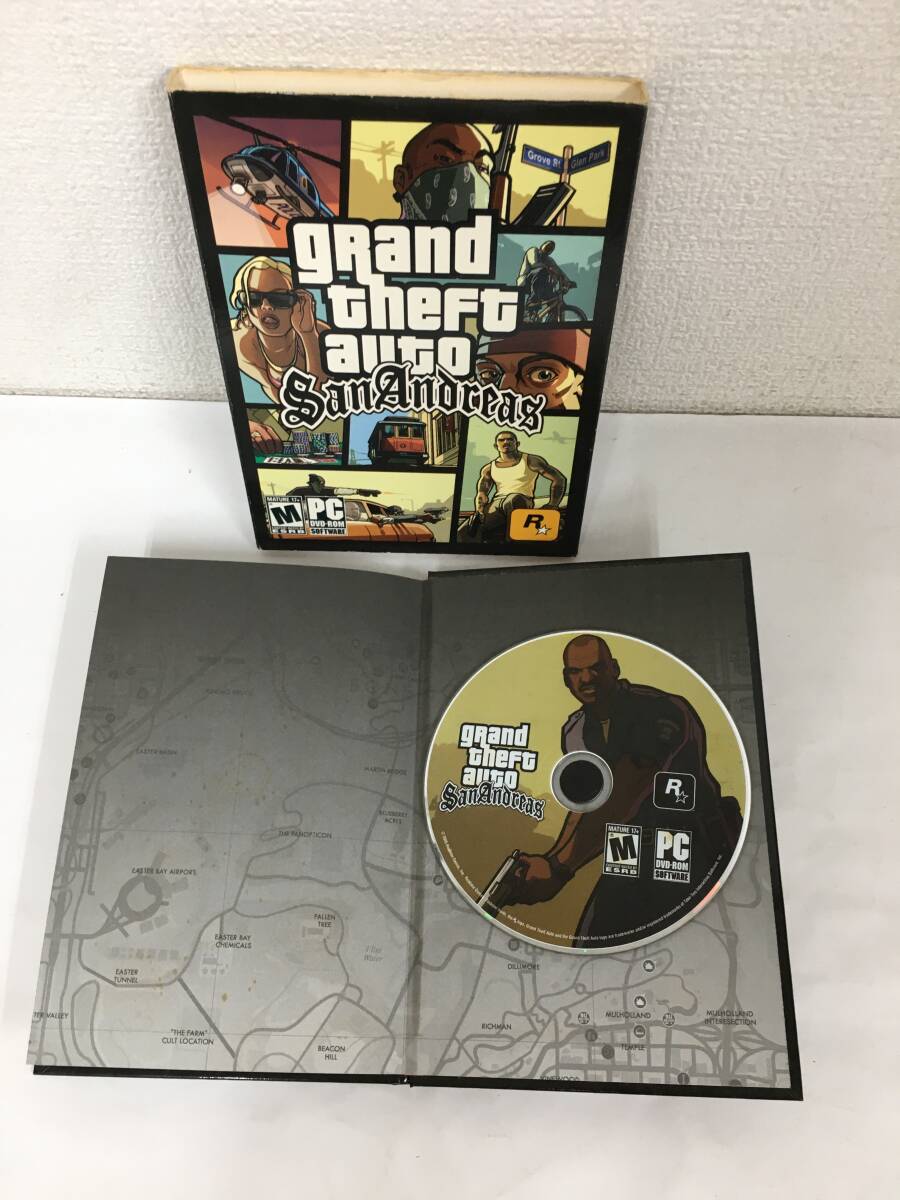 Grove St
Glen Park
grand
theft
auto
San Andreas
MATURE 17+
M
ESRB
PC
DVD-ROM
SOFTWARE
R
EASTER BASIN
MARTIN BRIDGE
BLUEBERRY
ACRES
THE PANOPTICON
EASTER BAY AIRPORT
FALLEN
TREE
EASTER BAY
CHEMICALS
EASTER
TUNNEL
"THE FARM"
CULT LOCATION
BEACON
HILL
grand
theft
auto
San Andreas
R
MATURE 17+
M
ESRB
PC
DVD-ROM
SOFTWARE
DILLIMORE
RICHMAN
MULHOLLAND
MULHOLLAND
INTERSECTION
TEMPLE